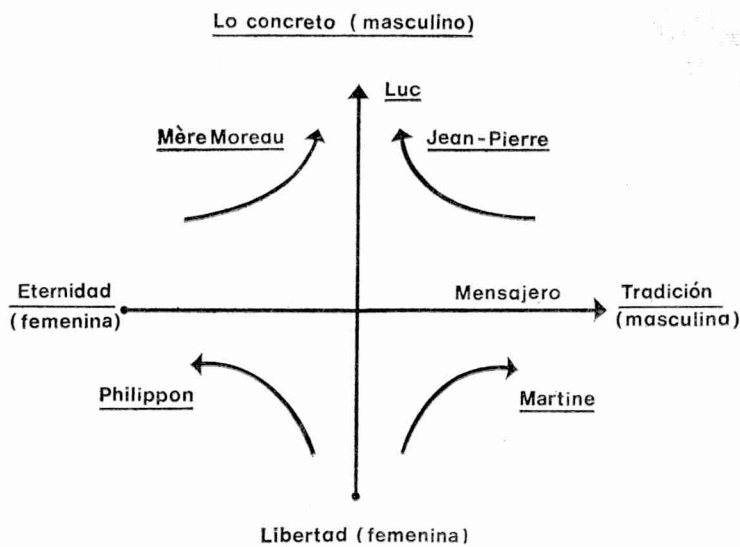 Lo concreto (masculino)
Luc
Mère Moreau
Jean-Pierre
Eternidad
(femenina)
Mensajero
Tradición
(masculina)
Philippon
Martine
Libertad (femenina)